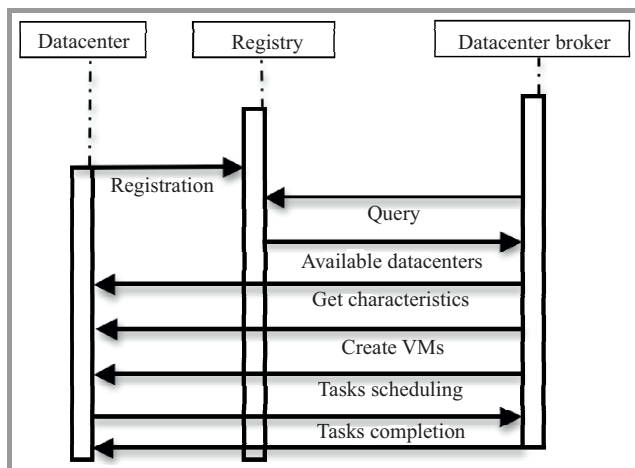 Datacenter
Registry
Datacenter broker
Registration
Query
Available datacenters
Get characteristics
Create VMs
Tasks scheduling
Tasks completion